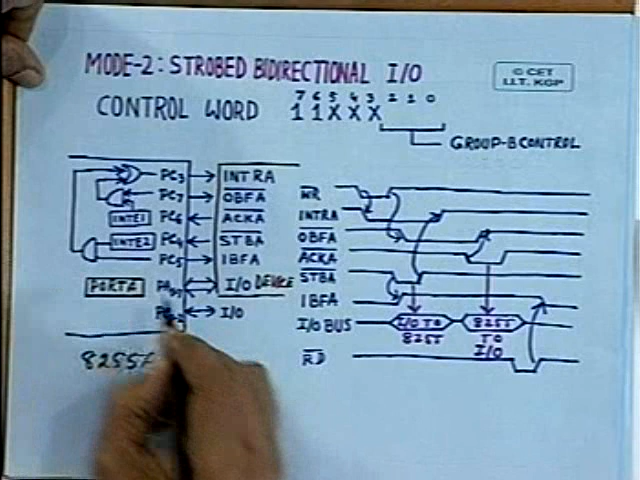 MODE-2: STROBED BIDIRECTIONAL I/O
© CET
I.I.T. KGP
7 6 5 4 3 2 1 0
CONTROL WORD 1 1 X X X
GROUP-B CONTROL
PC3 INTRA
PC7 OBFA
INTE1 PC6 ACKA
INTE2 PC4 STBA
PC5 IBFA
PORTA I/O DEVICE
I/O
WR
INTRA
OBFA
ACKA
STBA
IBFA
I/O BUS I/O TO 8255 8255 TO I/O
RD